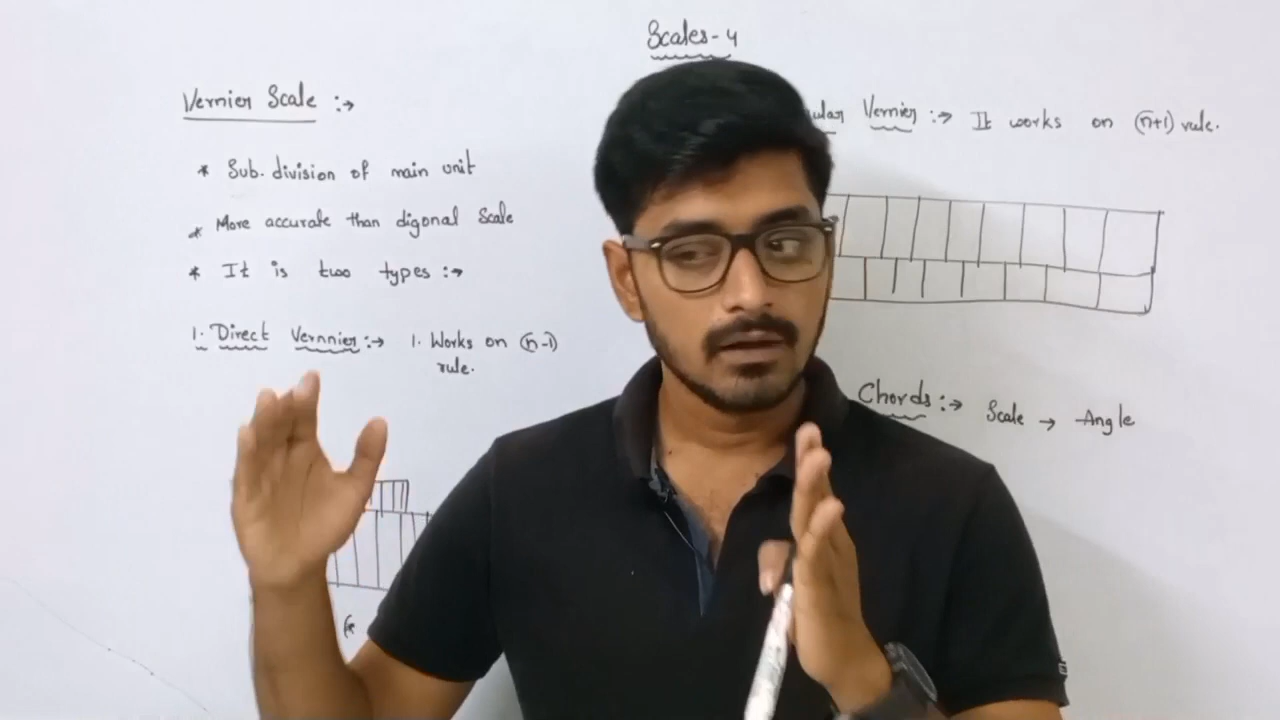 Scales-4
Vernier Scale :→
* Sub. division of main unit
* More accurate than digonal Scale
* It is two types :→
1. Direct Vernnier :→ 1. Works on (n-1)
rule.
ular Vernier :→ It works on (n+1) rule.
Chords :→ Scale → Angle